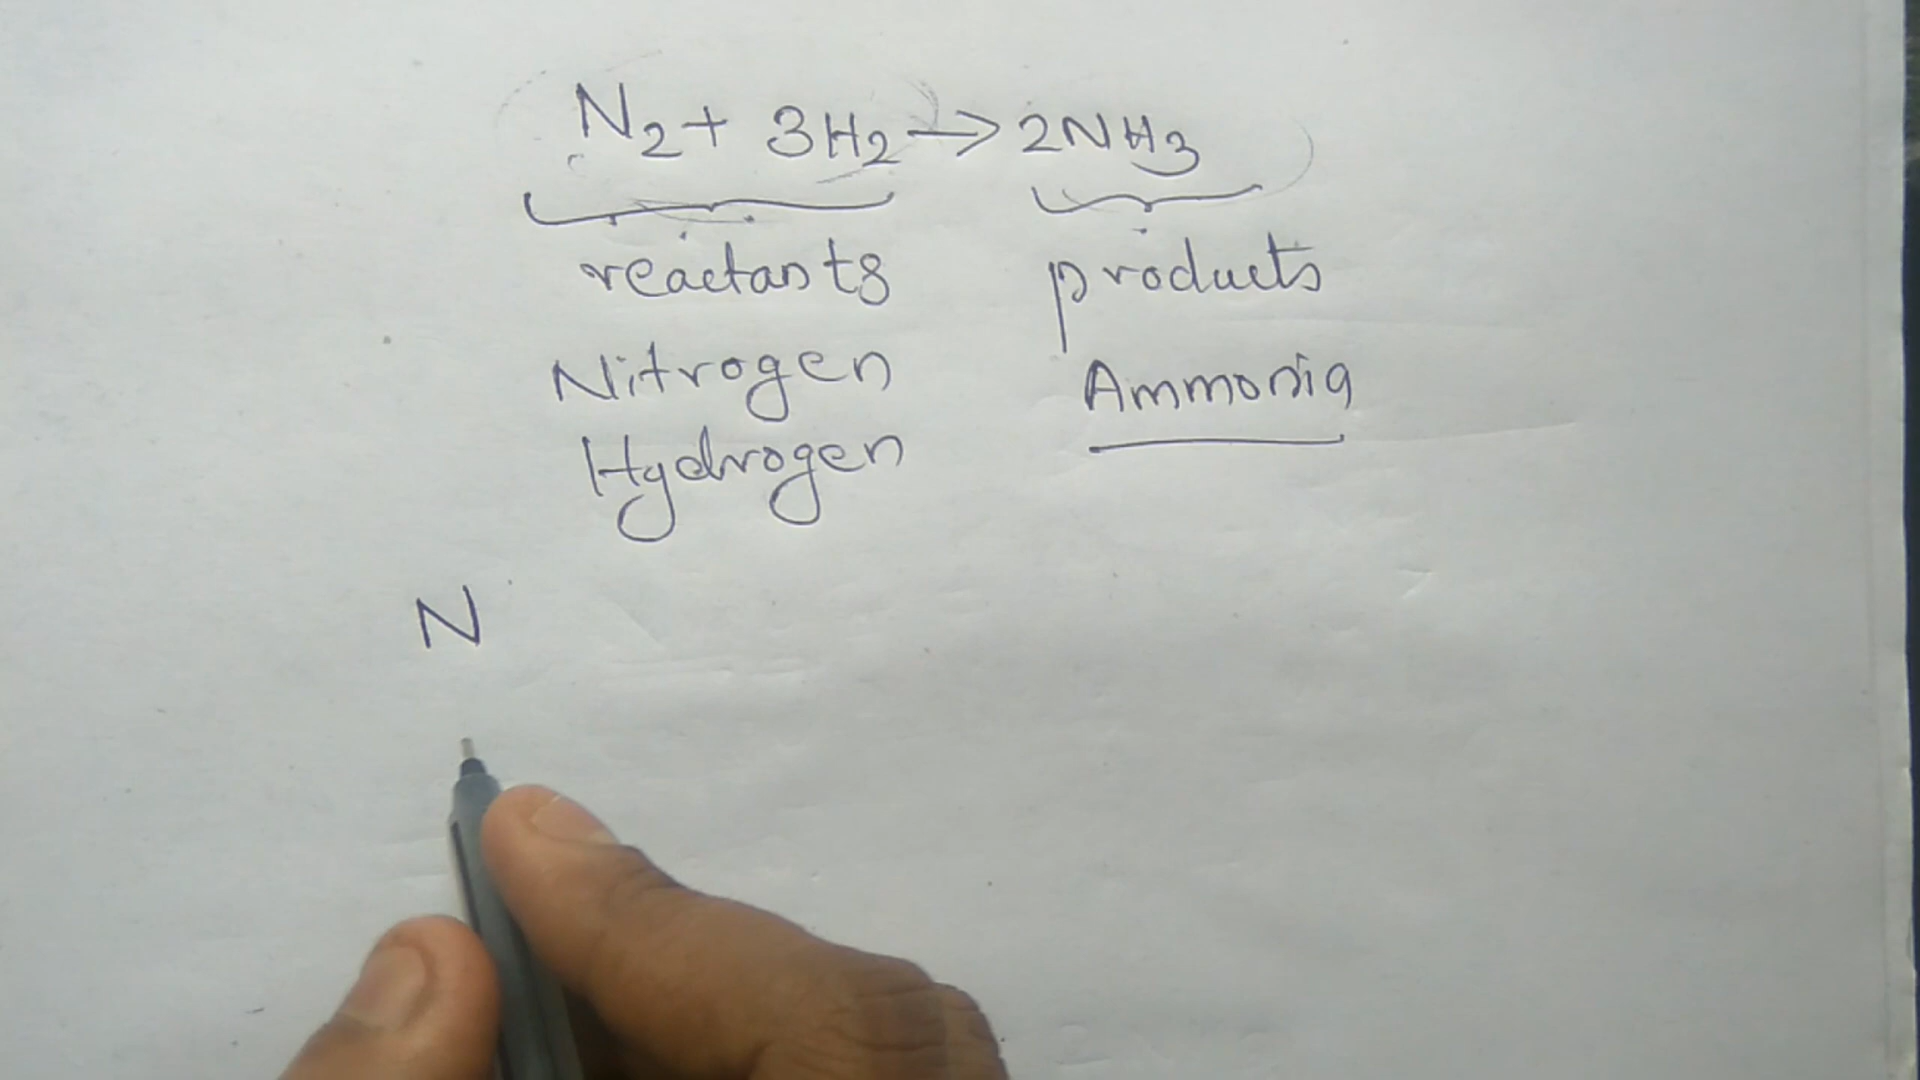 N2 + 3H2 → 2NH3
reactants products
Nitrogen Ammonia
Hydrogen
N